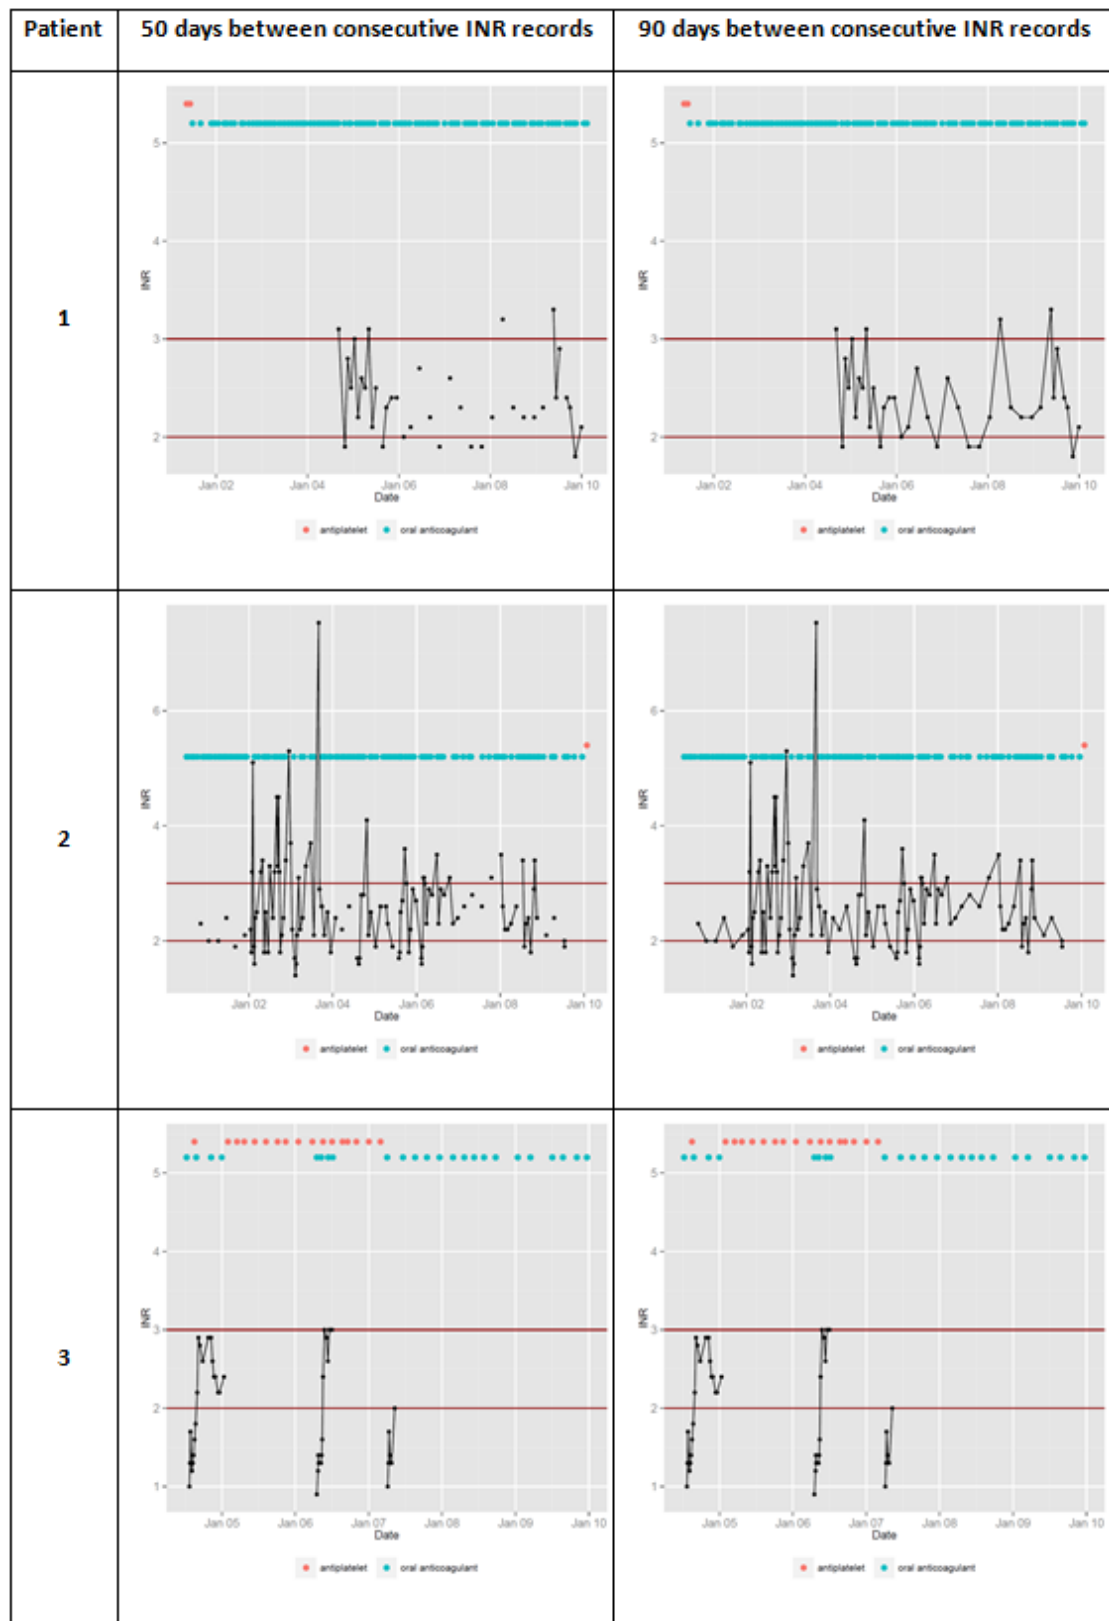 Patient 50 days between consecutive INR records 90 days between consecutive INR records
1
5
4
INR
3
2
Jan 02 Jan 04 Jan 06 Jan 08 Jan 10
Date
antiplatelet oral anticoagulant
5
4
INR
3
2
Jan 02 Jan 04 Jan 06 Jan 08 Jan 10
Date
antiplatelet oral anticoagulant
2
6
INR
4
2
Jan 02 Jan 04 Jan 06 Jan 08 Jan 10
Date
antiplatelet oral anticoagulant
6
INR
4
2
Jan 02 Jan 04 Jan 06 Jan 08 Jan 10
Date
antiplatelet oral anticoagulant
3
5
4
INR
3
2
1
Jan 05 Jan 06 Jan 07 Jan 08 Jan 09 Jan 10
Date
antiplatelet oral anticoagulant
5
4
INR
3
2
1
Jan 05 Jan 06 Jan 07 Jan 08 Jan 09 Jan 10
Date
antiplatelet oral anticoagulant